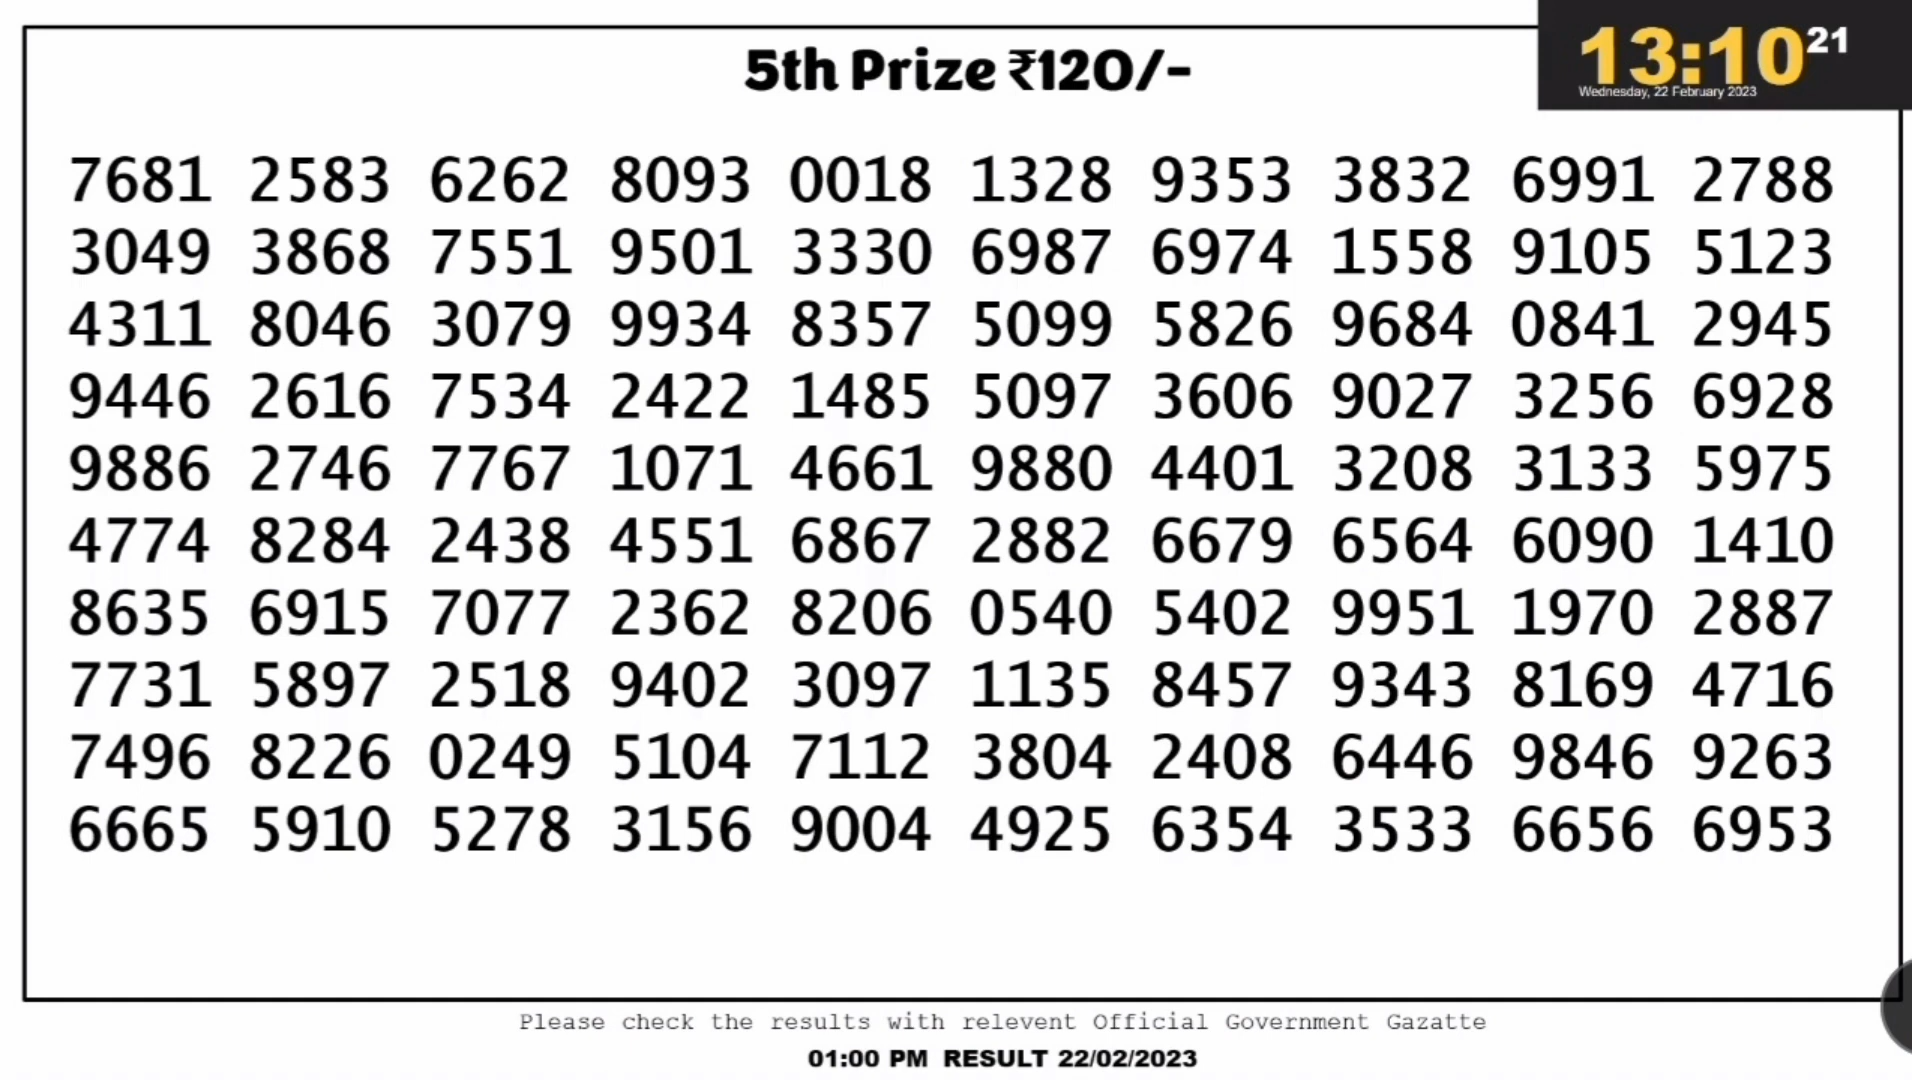 5th Prize ₹120/-
13:10 21
Wednesday, 22 February 2023
7681 2583 6262 8093 0018 1328 9353 3832 6991 2788
3049 3868 7551 9501 3330 6987 6974 1558 9105 5123
4311 8046 3079 9934 8357 5099 5826 9684 0841 2945
9446 2616 7534 2422 1485 5097 3606 9027 3256 6928
9886 2746 7767 1071 4661 9880 4401 3208 3133 5975
4774 8284 2438 4551 6867 2882 6679 6564 6090 1410
8635 6915 7077 2362 8206 0540 5402 9951 1970 2887
7731 5897 2518 9402 3097 1135 8457 9343 8169 4716
7496 8226 0249 5104 7112 3804 2408 6446 9846 9263
6665 5910 5278 3156 9004 4925 6354 3533 6656 6953
Please check the results with relevent Official Government Gazatte
01:00 PM RESULT 22/02/2023